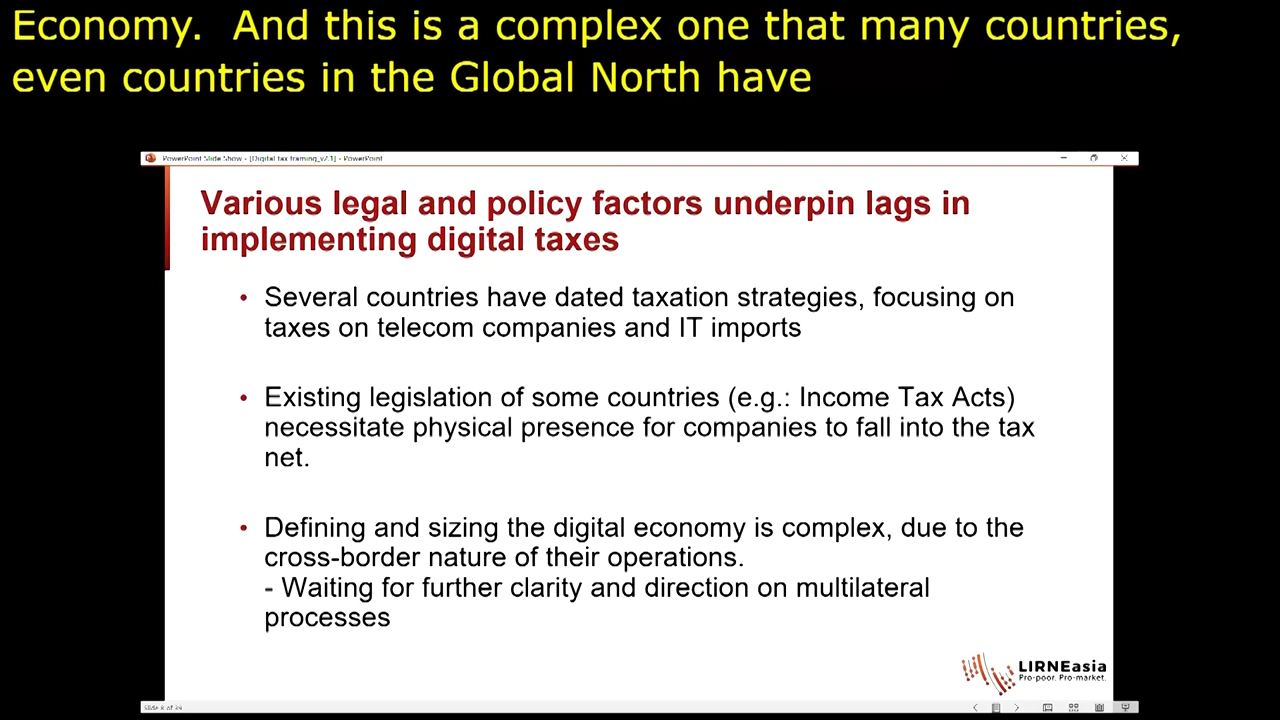 Economy.  And this is a complex one that many countries,
even countries in the Global North have
PowerPoint Slide Show - [Digital tax framing_v2.1] - PowerPoint
Various legal and policy factors underpin lags in
implementing digital taxes
• Several countries have dated taxation strategies, focusing on
taxes on telecom companies and IT imports
• Existing legislation of some countries (e.g.: Income Tax Acts)
necessitate physical presence for companies to fall into the tax
net.
• Defining and sizing the digital economy is complex, due to the
cross-border nature of their operations.
- Waiting for further clarity and direction on multilateral
processes
LIRNEasia
Pro-poor. Pro-market.
Slide 8 of